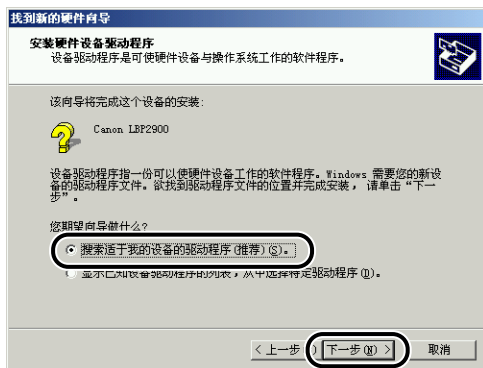 找到新的硬件向导
安装硬件设备驱动程序
设备驱动程序是可使硬件设备与操作系统工作的软件程序。
该向导将完成这个设备的安装:
Canon LBP2900
设备驱动程序指一份可以使硬件设备工作的软件程序。Windows 需要您的新设
备的驱动程序文件。欲找到驱动程序文件的位置并完成安装，请单击“下一
步”。
您期望向导做什么?
搜索适于我的设备的驱动程序(推荐)(S)。
显示已知设备驱动程序的列表，从中选择特定驱动程序(D)。
< 上一步 ) 下一步(N) > 取消